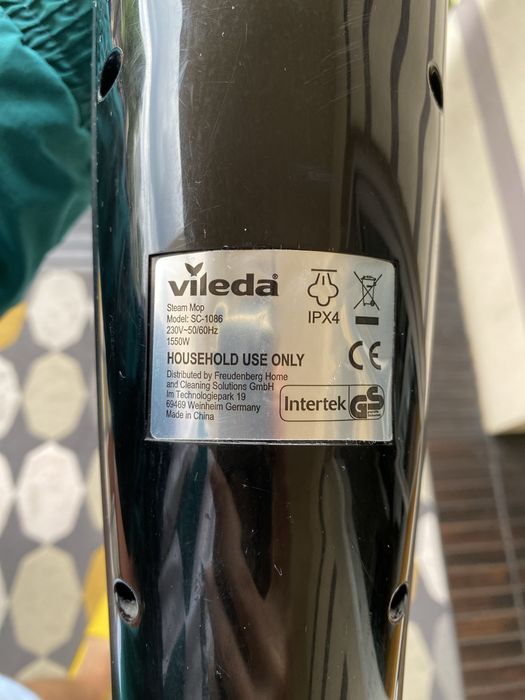 vileda®
Steam Mop
Model: SC-1086
230V~50/60Hz
1550W
IPX4
HOUSEHOLD USE ONLY
Distributed by Freudenberg Home
and Cleaning Solutions GmbH
Im Technologiepark 19
69469 Weinheim Germany
Made in China
CE
Intertek
GS